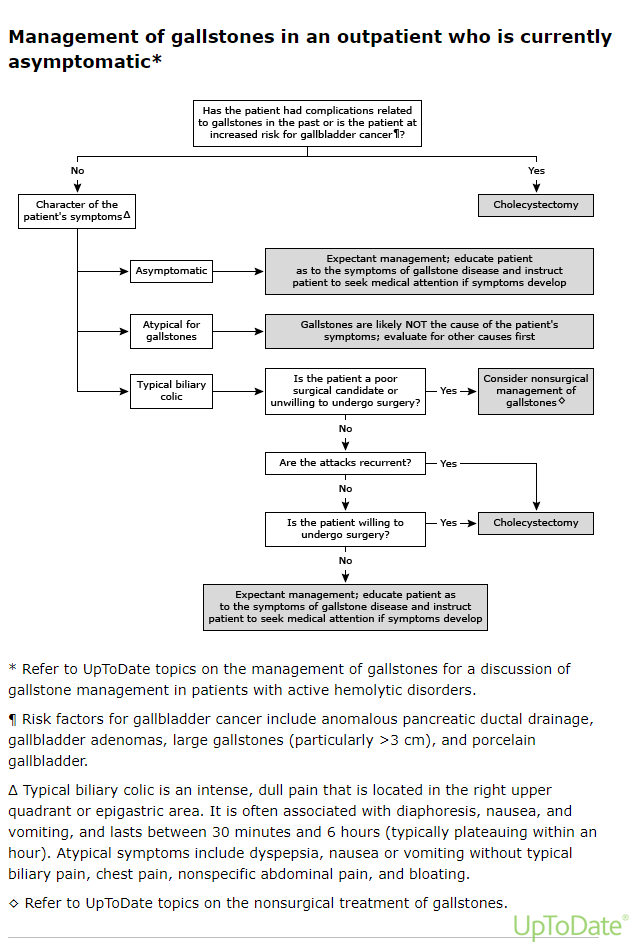 Management of gallstones in an outpatient who is currently
asymptomatic*
Has the patient had complications related
to gallstones in the past or is the patient at
increased risk for gallbladder cancer¶?
No
Yes
Character of the
patient's symptomsΔ
Cholecystectomy
Asymptomatic
Expectant management; educate patient
as to the symptoms of gallstone disease and instruct
patient to seek medical attention if symptoms develop
Atypical for
gallstones
Gallstones are likely NOT the cause of the patient's
symptoms; evaluate for other causes first
Typical biliary
colic
Is the patient a poor
surgical candidate or
unwilling to undergo surgery?
Yes
Consider nonsurgical
management of
gallstones◊
No
Are the attacks recurrent?
Yes
No
Is the patient willing to
undergo surgery?
Yes
Cholecystectomy
No
Expectant management; educate patient as
to the symptoms of gallstone disease and instruct
patient to seek medical attention if symptoms develop
* Refer to UpToDate topics on the management of gallstones for a discussion of
gallstone management in patients with active hemolytic disorders.
¶ Risk factors for gallbladder cancer include anomalous pancreatic ductal drainage,
gallbladder adenomas, large gallstones (particularly >3 cm), and porcelain
gallbladder.
Δ Typical biliary colic is an intense, dull pain that is located in the right upper
quadrant or epigastric area. It is often associated with diaphoresis, nausea, and
vomiting, and lasts between 30 minutes and 6 hours (typically plateauing within an
hour). Atypical symptoms include dyspepsia, nausea or vomiting without typical
biliary pain, chest pain, nonspecific abdominal pain, and bloating.
◊ Refer to UpToDate topics on the nonsurgical treatment of gallstones.
UpToDate®